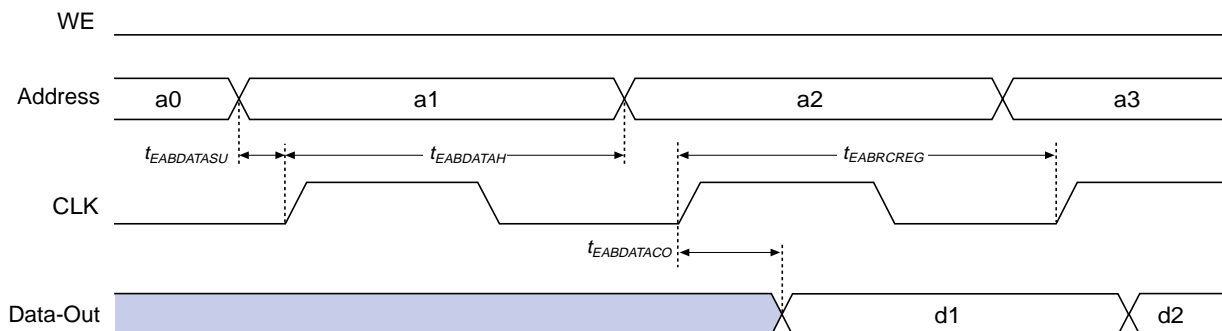 WE
Address a0 a1 a2 a3
tEABDATASU tEABDATAH tEABRCREG
CLK
tEABDATACO
Data-Out d1 d2